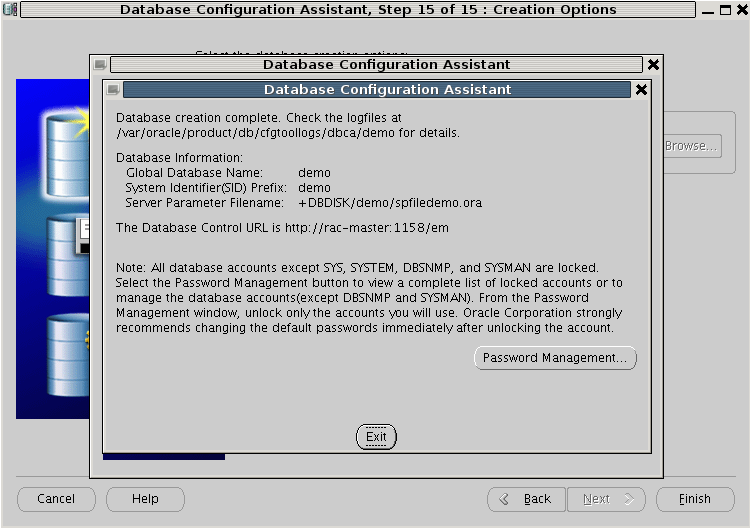 Database Configuration Assistant, Step 15 of 15 : Creation Options
Database Configuration Assistant
Database Configuration Assistant
Database creation complete. Check the logfiles at
/var/oracle/product/db/cfgtoollogs/dbca/demo for details.
Database Information:
Global Database Name: demo
System Identifier(SID) Prefix: demo
Server Parameter Filename: +DBDISK/demo/spfiledemo.ora
The Database Control URL is http://rac-master:1158/em
Note: All database accounts except SYS, SYSTEM, DBSNMP, and SYSMAN are locked.
Select the Password Management button to view a complete list of locked accounts or to
manage the database accounts(except DBSNMP and SYSMAN). From the Password
Management window, unlock only the accounts you will use. Oracle Corporation strongly
recommends changing the default passwords immediately after unlocking the account.
Password Management...
Exit
Browse...
Cancel
Help
Back
Next
Finish